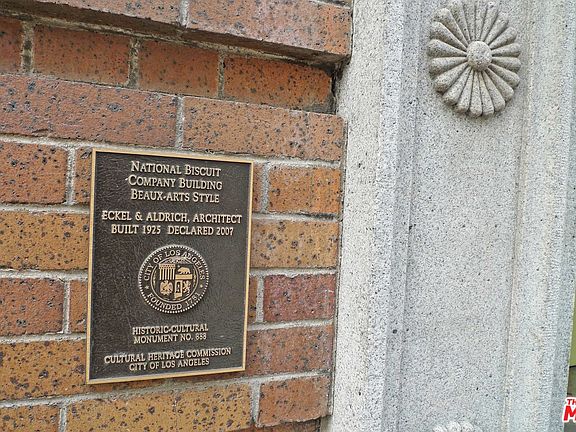 NATIONAL BISCUIT
COMPANY BUILDING
BEAUX-ARTS STYLE
ECKEL & ALDRICH, ARCHITECT
BUILT 1925 DECLARED 2007
CITY OF LOS ANGELES
FOUNDED 1781
HISTORIC-CULTURAL
MONUMENT NO. 888
CULTURAL HERITAGE COMMISSION
CITY OF LOS ANGELES